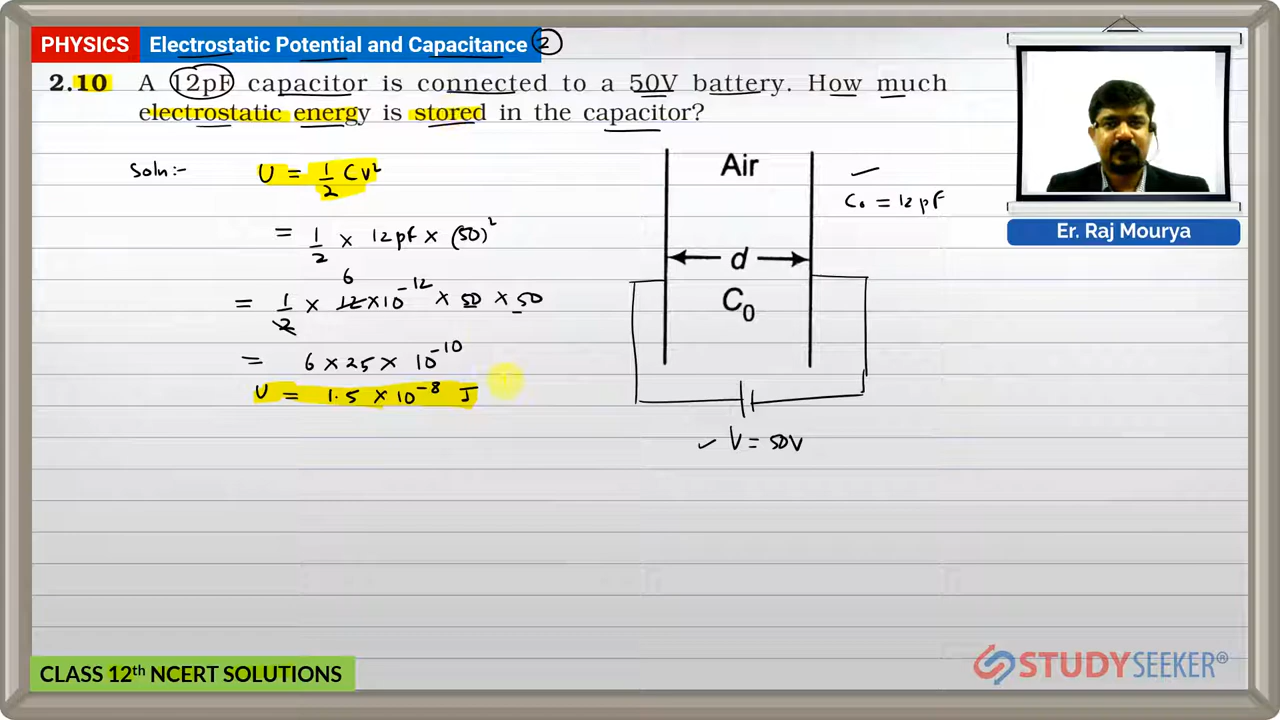 PHYSICS Electrostatic Potential and Capacitance 2
2.10 A 12pF capacitor is connected to a 50V battery. How much
electrostatic energy is stored in the capacitor?
Soln:- U = 1/2 CV²
= 1/2 × 12pF × (50)²
6
= 1/2 × 12×10⁻¹² × 50 × 50
= 6 × 25 × 10⁻¹⁰
U = 1.5 × 10⁻⁸ J
Air
C₀ = 12pF
d
C₀
V = 50V
Er. Raj Mourya
CLASS 12th NCERT SOLUTIONS
STUDYSEEKER®